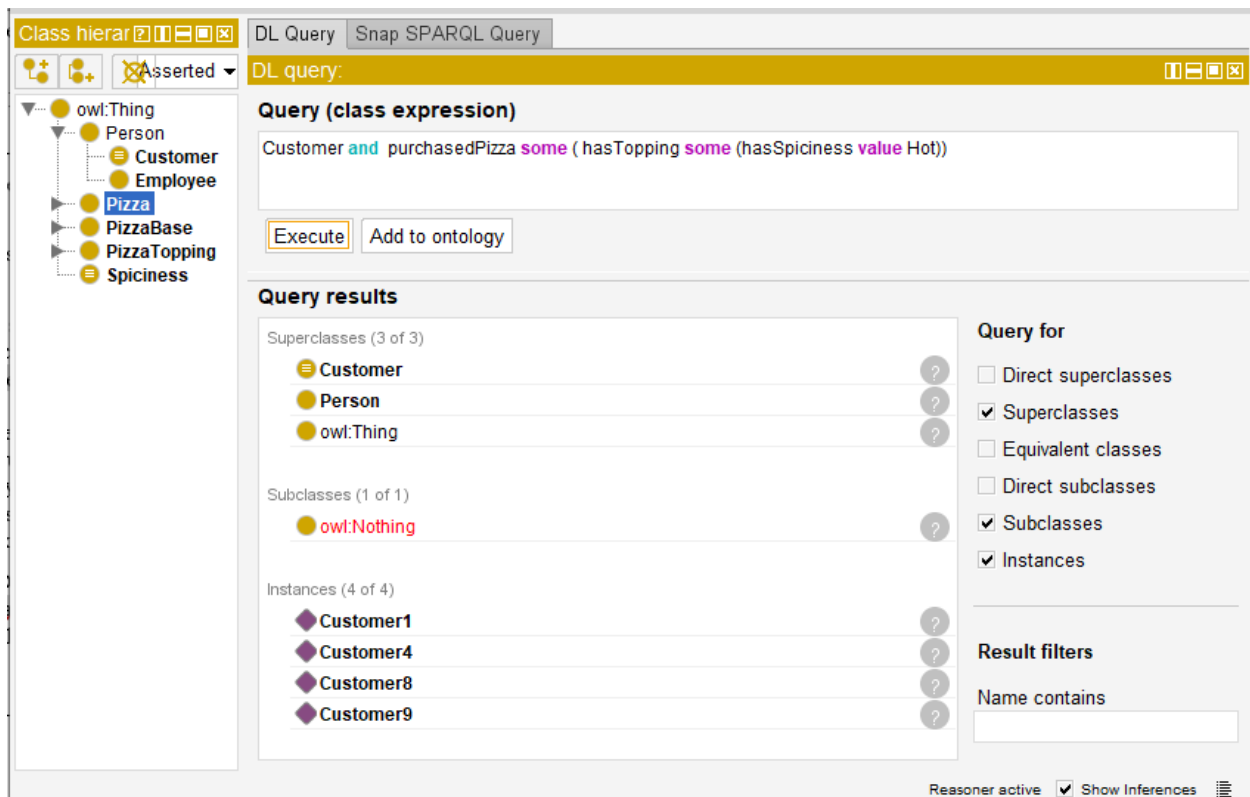 Class hierar
Asserted
owl:Thing
Person
Customer
Employee
Pizza
PizzaBase
PizzaTopping
Spiciness
DL Query Snap SPARQL Query
DL query:
Query (class expression)
Customer and purchasedPizza some ( hasTopping some (hasSpiciness value Hot))
Execute Add to ontology
Query results
Superclasses (3 of 3)
Customer ?
Person ?
owl:Thing ?
Subclasses (1 of 1)
owl:Nothing ?
Instances (4 of 4)
Customer1 ?
Customer4 ?
Customer8 ?
Customer9 ?
Query for
Direct superclasses
Superclasses
Equivalent classes
Direct subclasses
Subclasses
Instances
Result filters
Name contains
Reasoner active Show Inferences